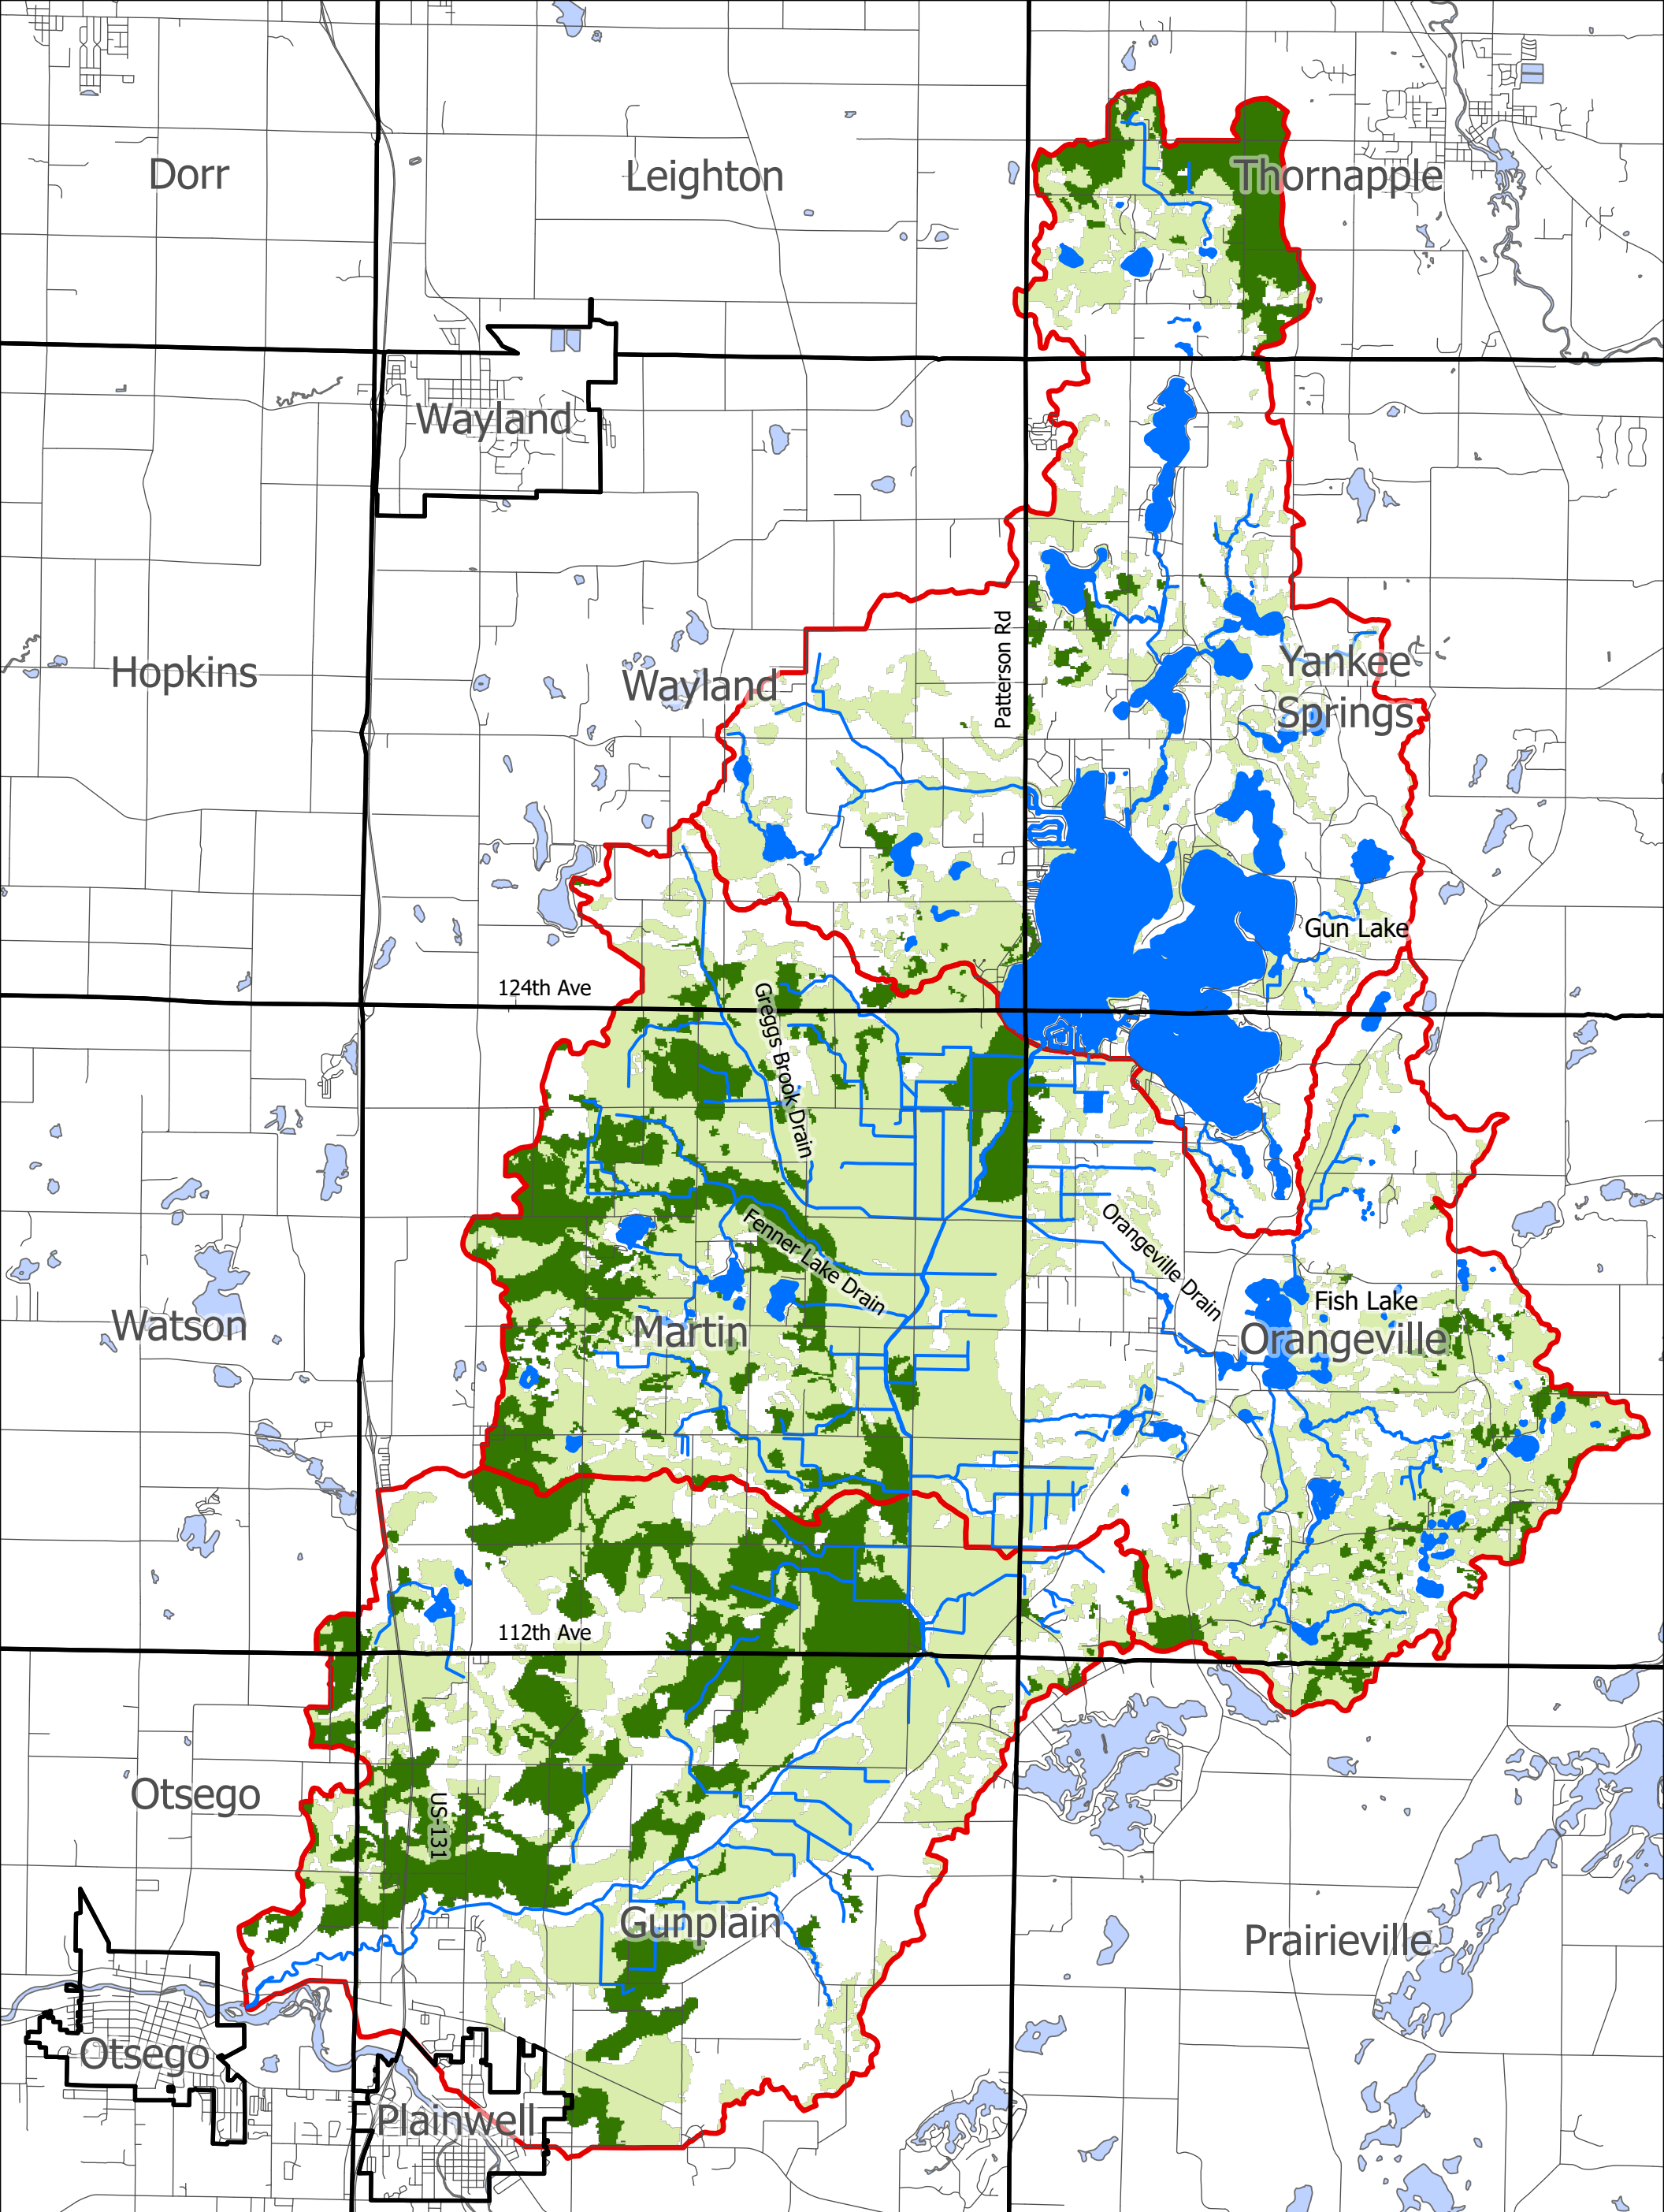 Dorr
Leighton
Thornapple
Wayland
Hopkins
Wayland
Patterson Rd
Yankee
Springs
Gun Lake
124th Ave
Greggs Brook Drain
Orangeville Drain
Fenner Lake Drain
Fish Lake
Watson
Martin
Orangeville
112th Ave
Otsego
US-131
Gunplain
Prairieville
Otsego
Plainwell